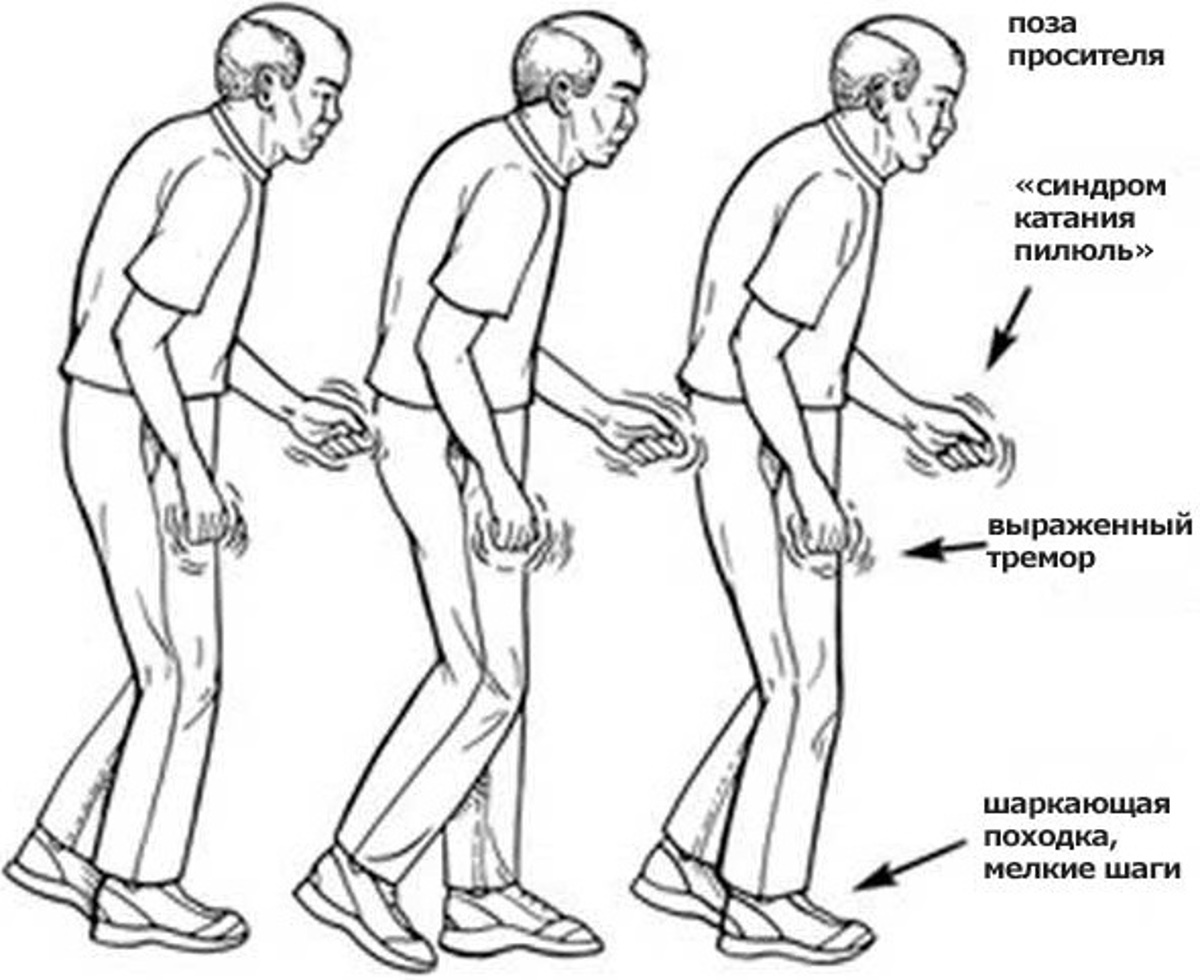 поза
просителя
«синдром
катания
пилюль»
выраженный
тремор
шаркающая
походка,
мелкие шаги